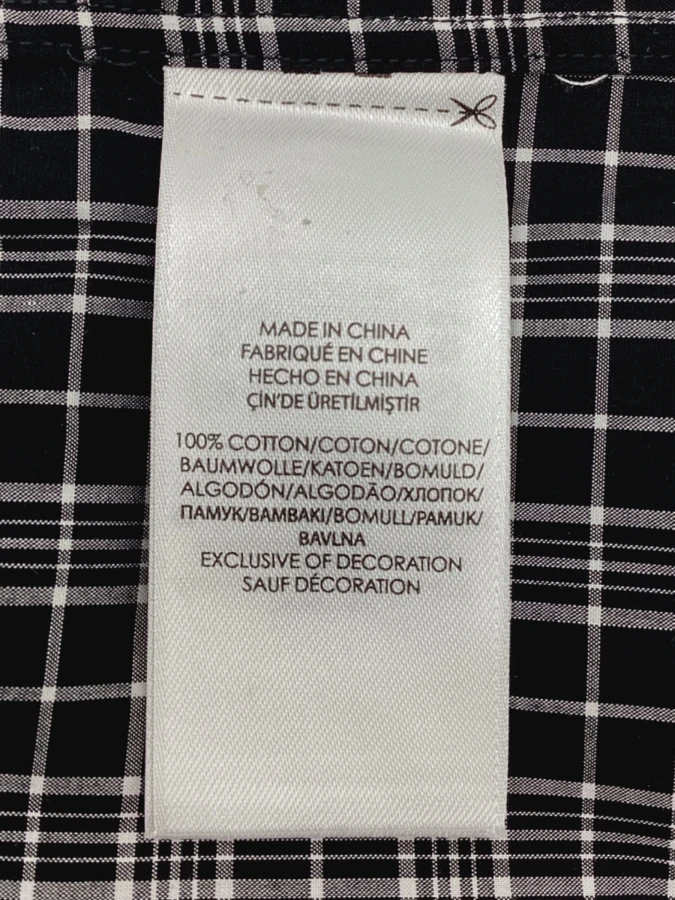 MADE IN CHINA
FABRIQUÉ EN CHINE
HECHO EN CHINA
ÇİN'DE ÜRETİLMİŞTİR
100% COTTON/COTON/COTONE/
BAUMWOLLE/KATOEN/BOMULD/
ALGODÓN/ALGODÃO/ХЛОПОК/
ПАМУК/ΒΑΜΒΑΚΙ/BOMULL/PAMUK/
BAVLNA
EXCLUSIVE OF DECORATION
SAUF DÉCORATION